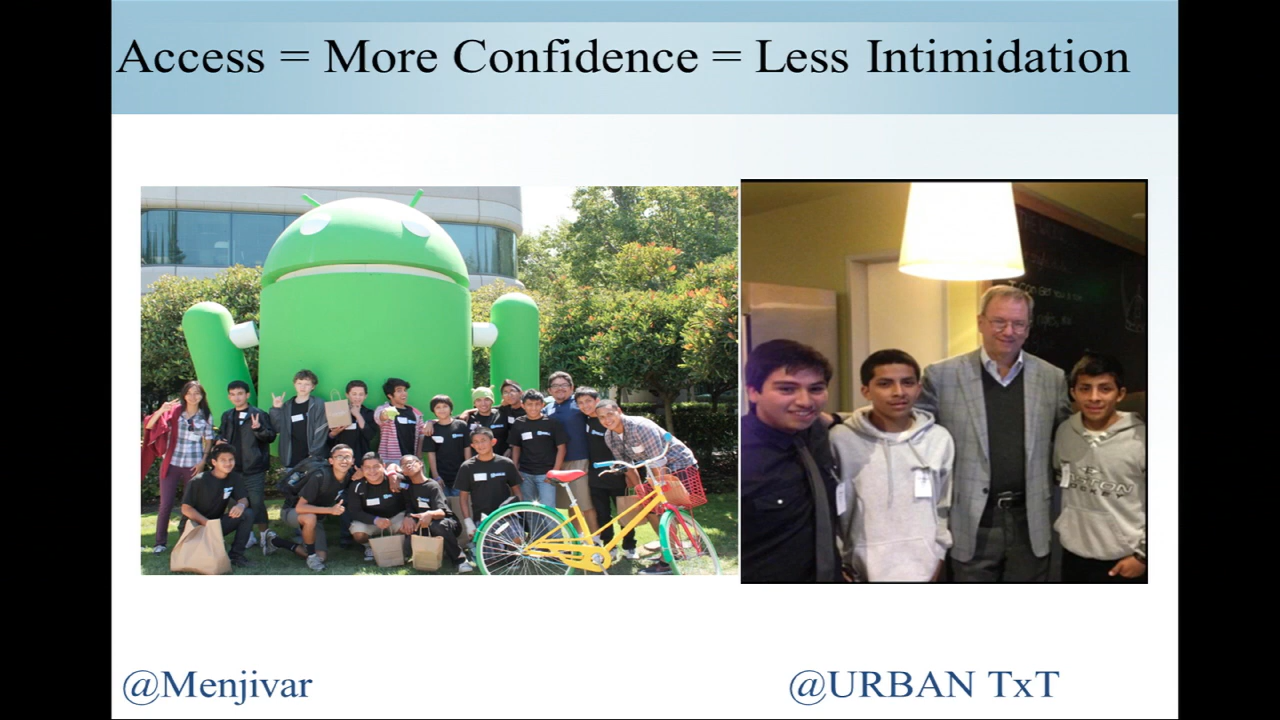 Access = More Confidence = Less Intimidation
@Menjivar
@URBAN TxT